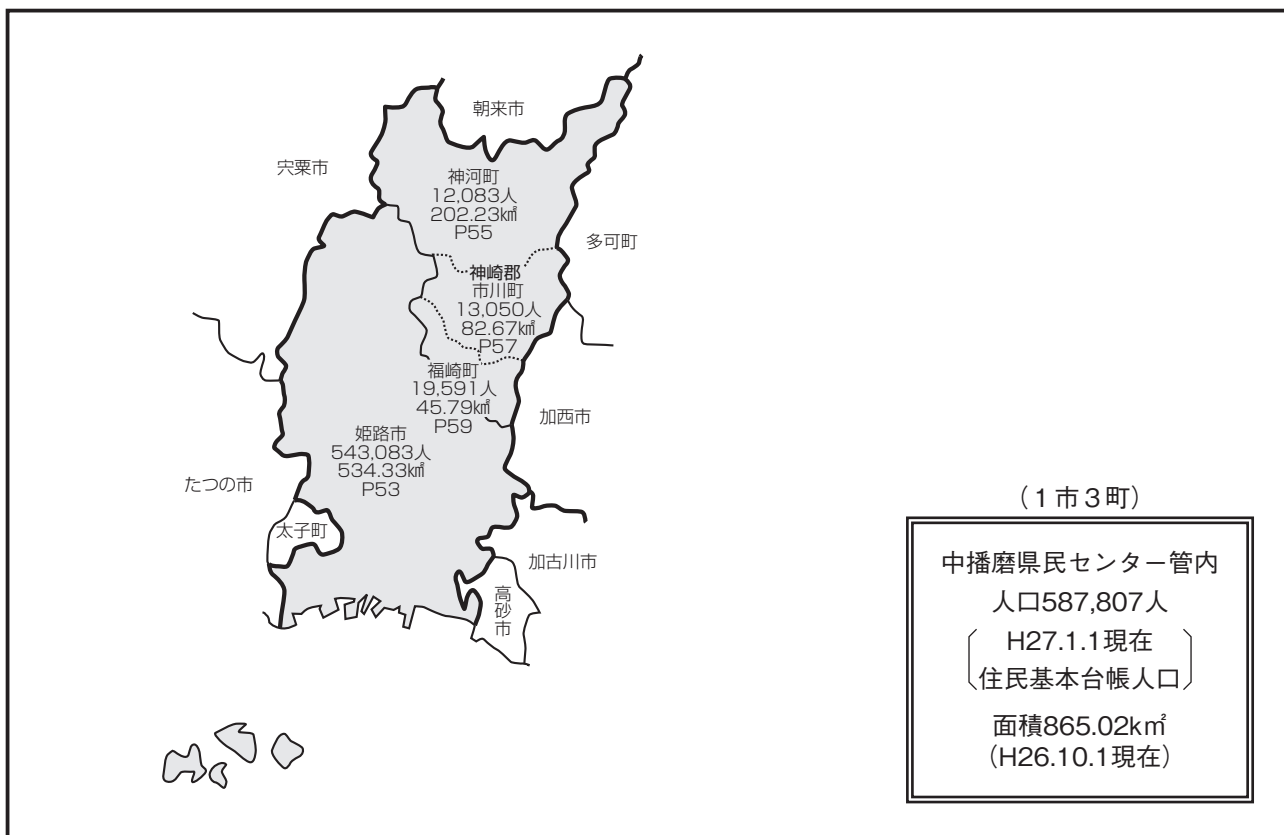 朝来市
宍粟市
神河町
12,083人
202.23㎢
P55
多可町
神崎郡
市川町
13,050人
82.67㎢
P57
福崎町
19,591人
45.79㎢
P59
加西市
姫路市
543,083人
534.33㎢
P53
たつの市
太子町
加古川市
高砂市
（1市3町）
中播磨県民センター管内
人口587,807人
H27.1.1現在
住民基本台帳人口
面積865.02㎢
（H26.10.1現在）